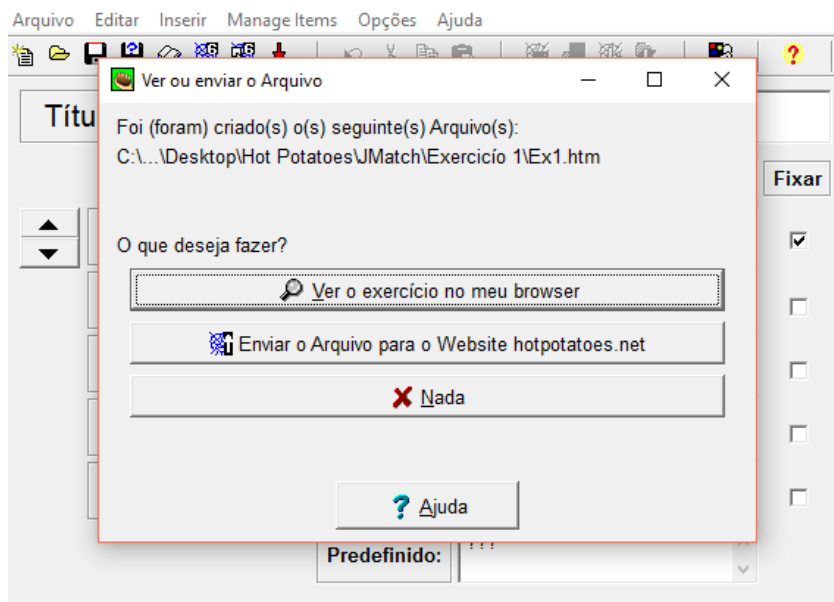 Arquivo Editar Inserir Manage Items Opções Ajuda
Ver ou enviar o Arquivo
Títu
Foi (foram) criado(s) o(s) seguinte(s) Arquivo(s):
C:\...\Desktop\Hot Potatoes\JMatch\Exercicío 1\Ex1.htm
Fixar
O que deseja fazer?
Ver o exercício no meu browser
Enviar o Arquivo para o Website hotpotatoes.net
Nada
Ajuda
Predefinido: ???